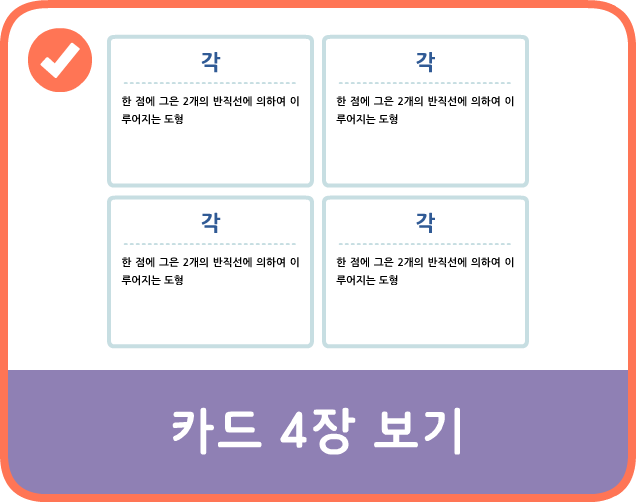 각
한 점에 그은 2개의 반직선에 의하여 이
루어지는 도형
각
한 점에 그은 2개의 반직선에 의하여 이
루어지는 도형
각
한 점에 그은 2개의 반직선에 의하여 이
루어지는 도형
각
한 점에 그은 2개의 반직선에 의하여 이
루어지는 도형
카드 4장 보기